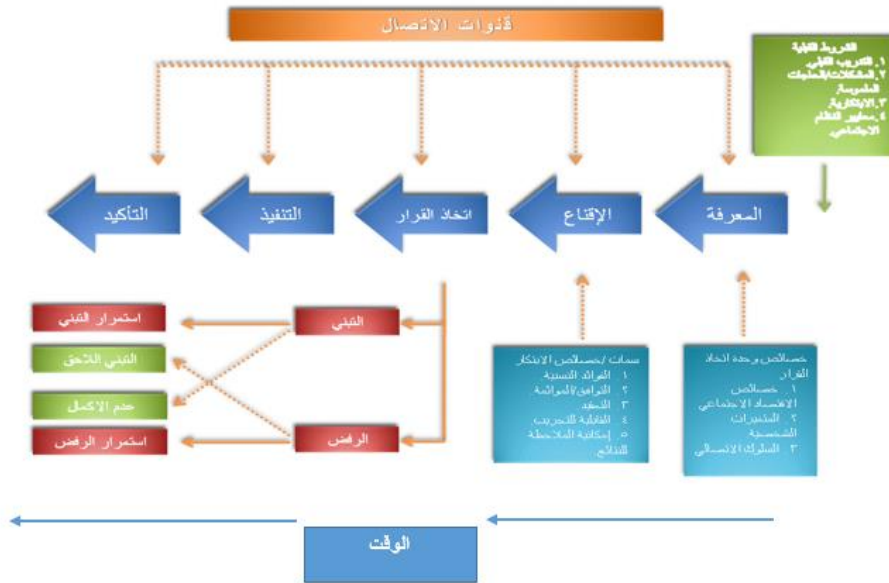 قنوات الاتصال
الشروط القبلية
١. التدريب القبلي.
٢. المشكلات/الحاجات
الملموسة.
٣. الابتكارية.
٤. معايير النظام
الاجتماعي.
المعرفة
الإقناع
اتخاذ القرار
التنفيذ
التأكيد
خصائص وحدة اتخاذ
القرار
١. خصائص
الاقتصاد الاجتماعي
٢. المتغيرات
الشخصية
٣. السلوك الاتصالي
سمات/خصائص الابتكار
١. الفوائد النسبية
٢. التوافق/الموائمة
٣. التعقيد
٤. القابلية للتجريب
٥. إمكانية الملاحظة
للنتائج.
التبني
الرفض
استمرار التبني
التبني اللاحق
عدم الاكمال
استمرار الرفض
الوقت